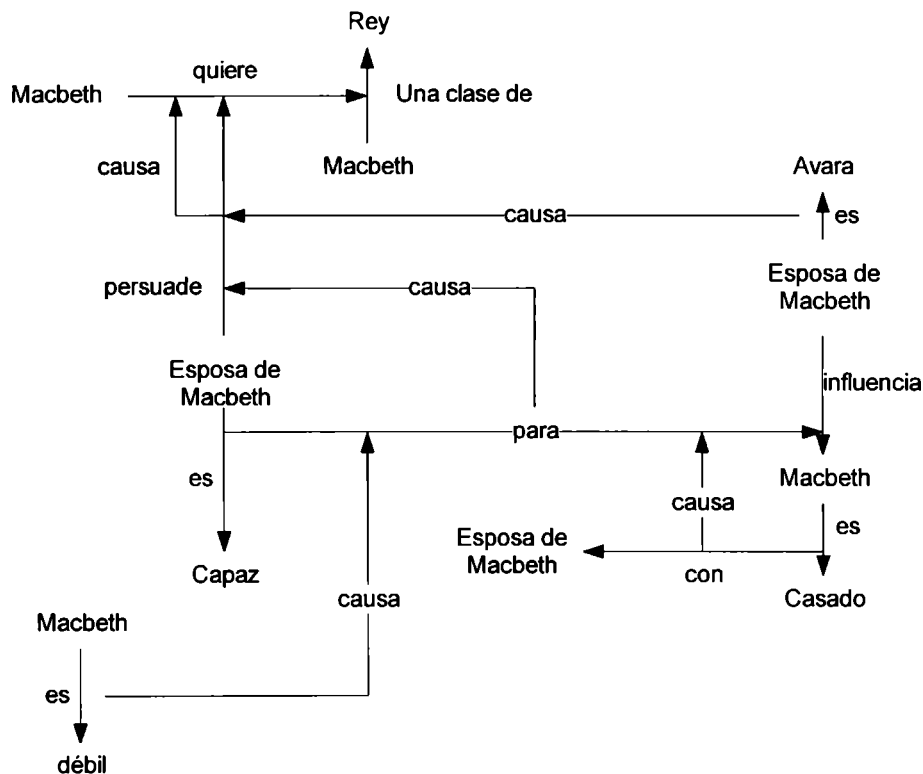 Rey
quiere
Macbeth
Una clase de
causa
Macbeth
Avara
causa
es
persuade
causa
Esposa de
Macbeth
Esposa de
Macbeth
influencia
para
es
Macbeth
causa
es
Esposa de
Macbeth
Capaz
con
causa
Casado
Macbeth
es
débil